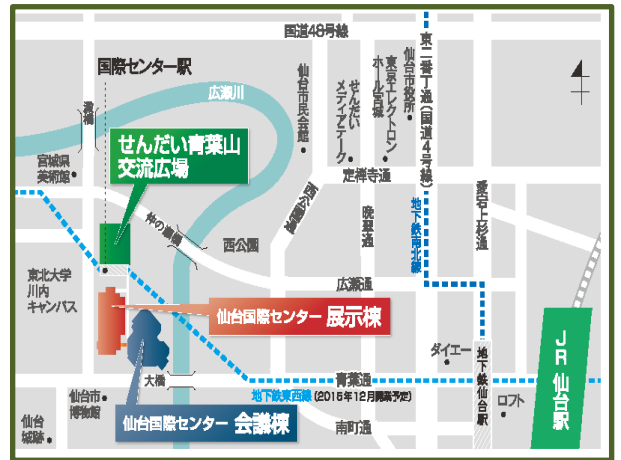 国道48号線
国際センター駅
広瀬川
澱橋
宮城県
美術館
せんだい青葉山
交流広場
仙台市民会館
せんだい
メディアテーク
東京エレクトロン
ホール宮城
仙台市役所
東二番丁通(国道4号線)
定禅寺通
西公園通
晩翠通
地下鉄南北線
愛宕上杉通
仲の瀬橋
西公園
東北大学
川内
キャンパス
広瀬通
仙台国際センター 展示棟
ダイエー
地下鉄仙台駅
JR 仙台駅
ロフト
大橋
青葉通
地下鉄東西線(2015年12月開業予定)
仙台市
博物館
仙台
城跡
仙台国際センター 会議棟
南町通